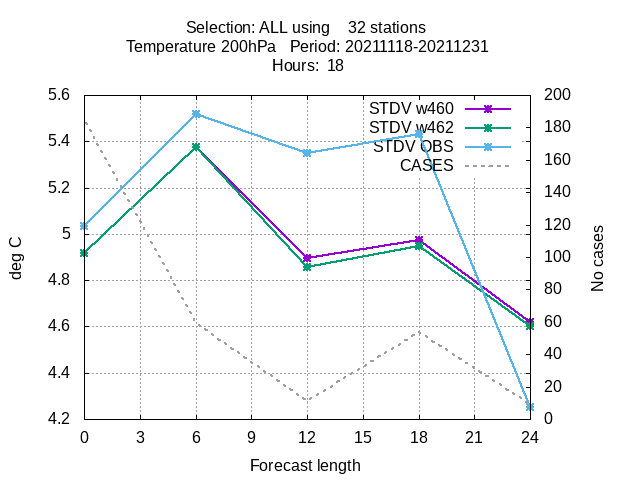 Selection: ALL using 32 stations
Temperature 200hPa Period: 20211118-20211231
Hours: 18
5.6
5.4
5.2
5
4.8
4.6
4.4
4.2
deg C
STDV w460
STDV w462
STDV OBS
CASES
200
180
160
140
120
100
80
60
40
20
0
No cases
0 3 6 9 12 15 18 21 24
Forecast length